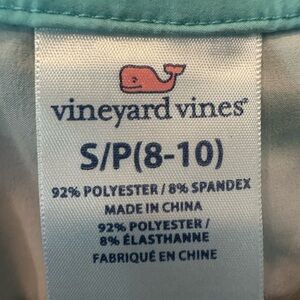 vineyard vines®
S/P(8-10)
92% POLYESTER / 8% SPANDEX
MADE IN CHINA
92% POLYESTER /
8% ÉLASTHANNE
FABRIQUÉ EN CHINE